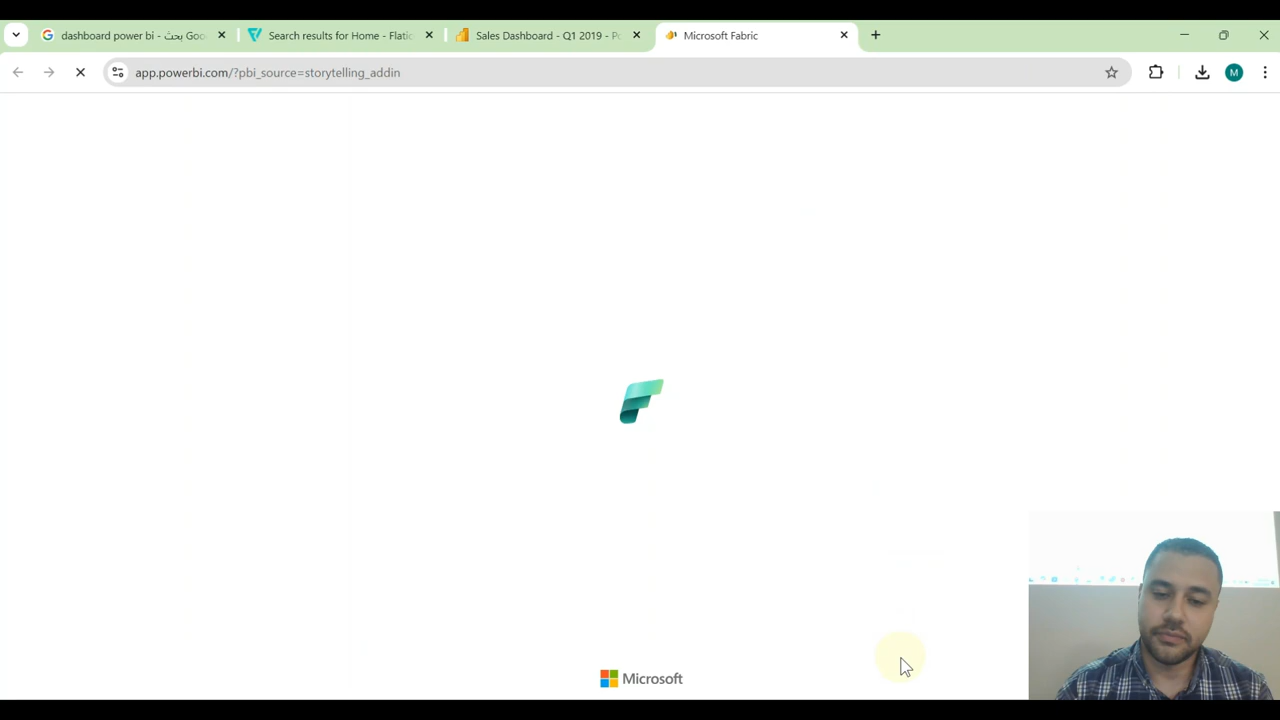 dashboard power bi - بحث Goo
Search results for Home - Flatic
Sales Dashboard - Q1 2019 - Po
Microsoft Fabric
app.powerbi.com/?pbi_source=storytelling_addin
M
Microsoft